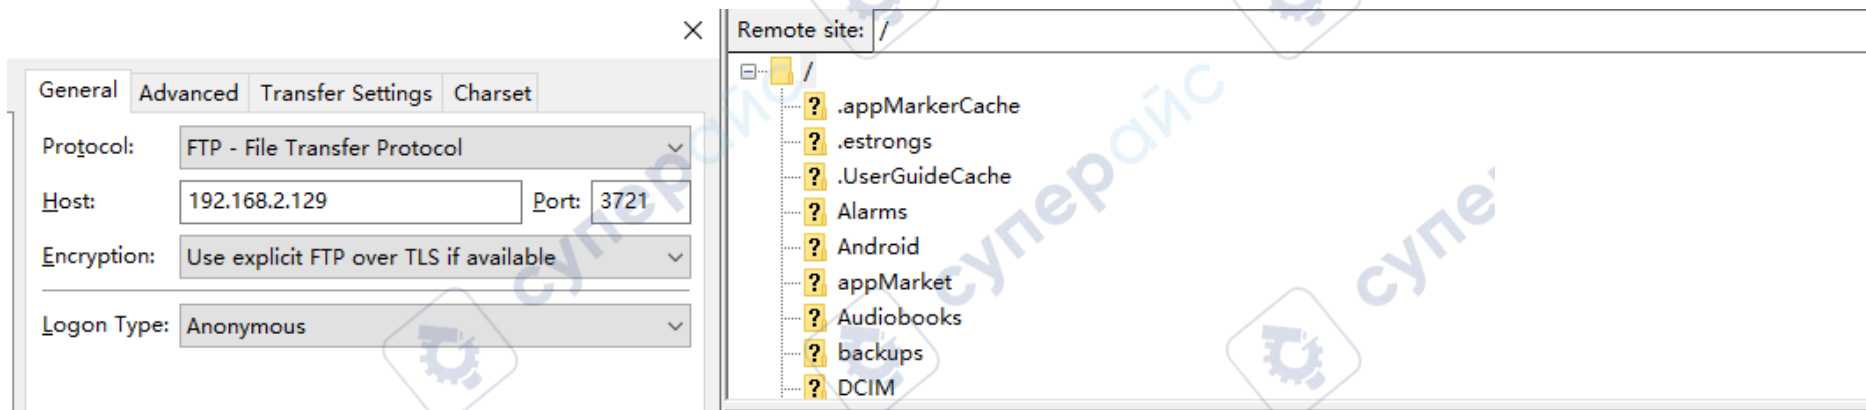 General Advanced Transfer Settings Charset
Protocol: FTP - File Transfer Protocol
Host: 192.168.2.129 Port: 3721
Encryption: Use explicit FTP over TLS if available
Logon Type: Anonymous
Remote site: /
/
.appMarkerCache
.estrongs
.UserGuideCache
Alarms
Android
appMarket
Audiobooks
backups
DCIM
суперайс
суперайс
супе